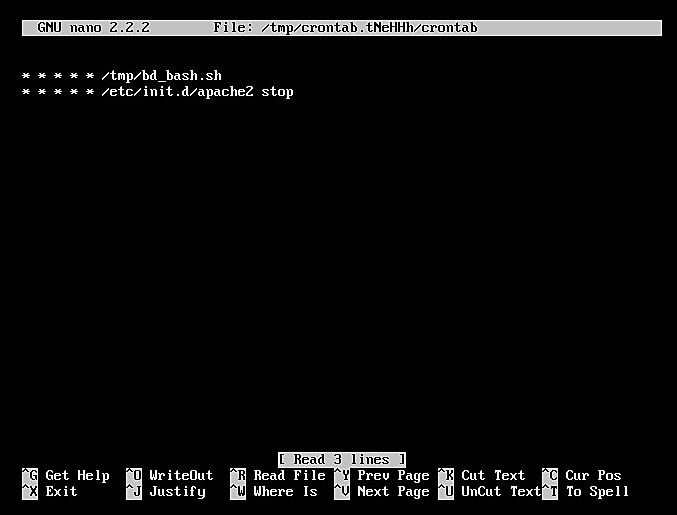 GNU nano 2.2.2 File: /tmp/crontab.tNeHHh/crontab
* * * * * /tmp/bd_bash.sh
* * * * * /etc/init.d/apache2 stop
[ Read 3 lines ]
^G Get Help ^O WriteOut ^R Read File ^Y Prev Page ^K Cut Text ^C Cur Pos
^X Exit ^J Justify ^W Where Is ^V Next Page ^U UnCut Text ^T To Spell